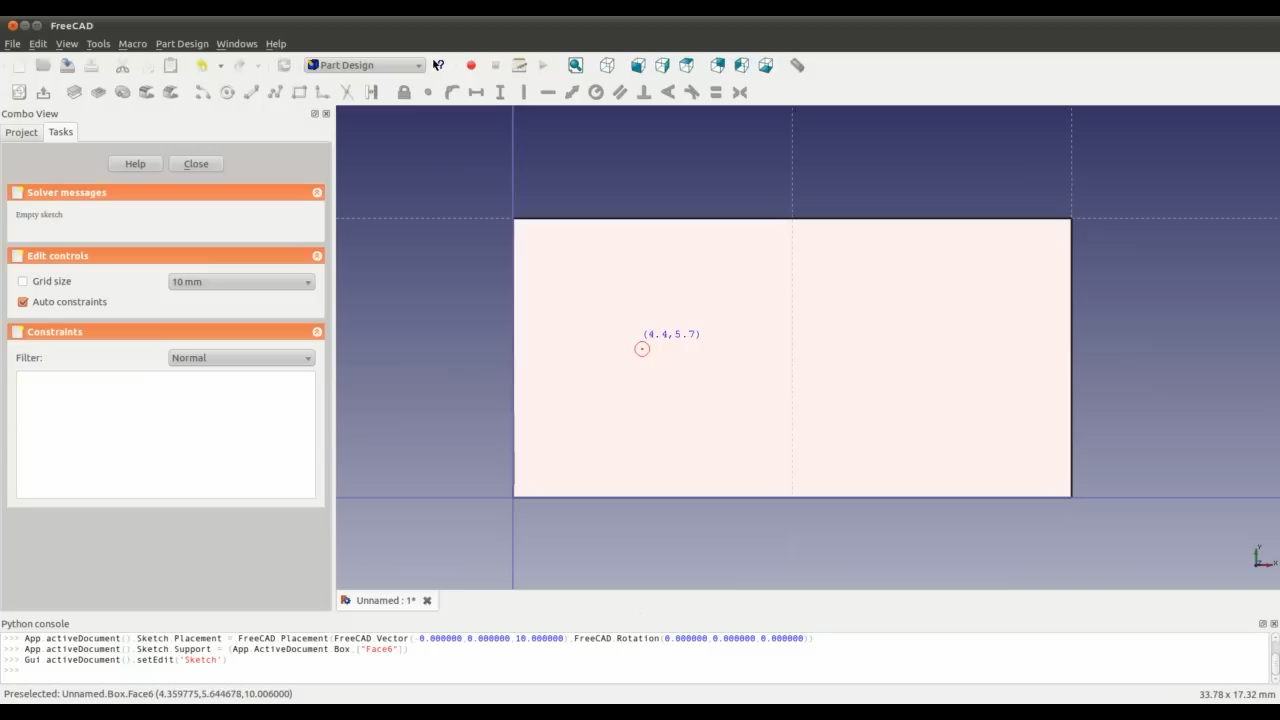 FreeCAD
File Edit View Tools Macro Part Design Windows Help
Part Design
Combo View
Project Tasks
Help Close
Solver messages
Empty sketch
Edit controls
Grid size 10 mm
Auto constraints
Constraints
Filter: Normal
(4.4,5.7)
Y
X
Unnamed : 1*
Python console
>>> App.activeDocument().Sketch.Placement = FreeCAD.Placement(FreeCAD.Vector(-0.000000,0.000000,10.000000),FreeCAD.Rotation(0.000000,0.000000,0.000000))
>>> App.activeDocument().Sketch.Support = (App.ActiveDocument.Box,["Face6"])
>>> Gui.activeDocument().setEdit('Sketch')
>>>
Preselected: Unnamed.Box.Face6 (4.359775,5.644678,10.006000) 33.78 x 17.32 mm